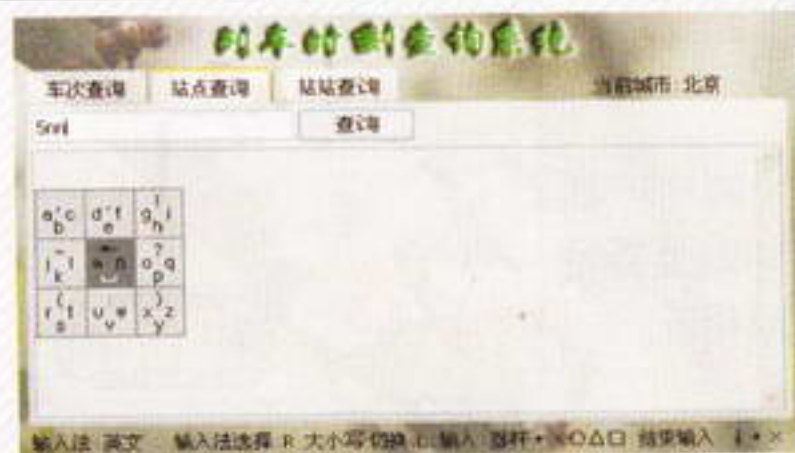 列车时刻查询系统
车次查询 站点查询 站站查询 当前城市 北京
查询
a ' c d ' f g ! i
b e h
j - l m n o ? q
k p
r ( t u w x ) z
s v y
输入法 英文 输入法选择 R 大小写切换 L 输入 摇杆+×○△□ 结束输入